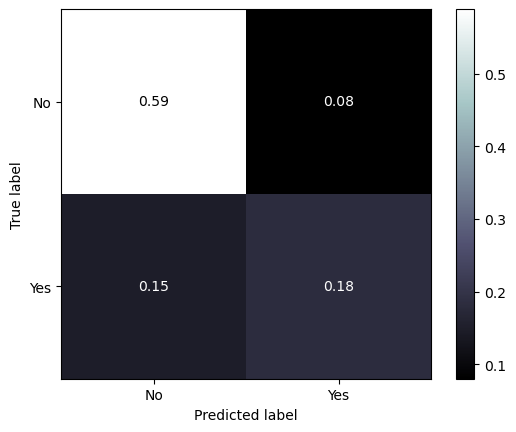 No
0.59
0.08
Yes
0.15
0.18
No
Yes
True label
Predicted label
0.5
0.4
0.3
0.2
0.1